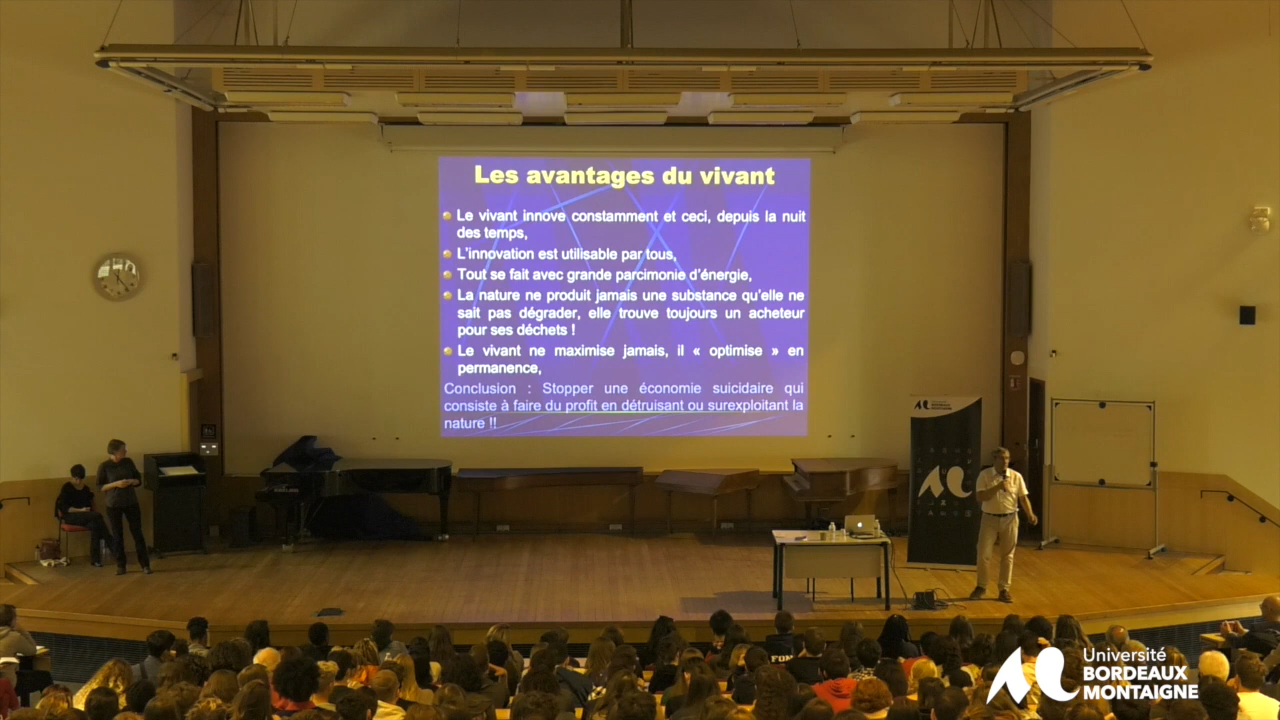 Les avantages du vivant
Le vivant innove constamment et ceci, depuis la nuit
des temps,
L'innovation est utilisable par tous,
Tout se fait avec grande parcimonie d'énergie,
La nature ne produit jamais une substance qu'elle ne
sait pas dégrader, elle trouve toujours un acheteur
pour ses déchets !
Le vivant ne maximise jamais, il « optimise » en
permanence,
Conclusion : Stopper une économie suicidaire qui
consiste à faire du profit en détruisant ou surexploitant la
nature !!
Université
BORDEAUX
MONTAIGNE
Université
BORDEAUX
MONTAIGNE